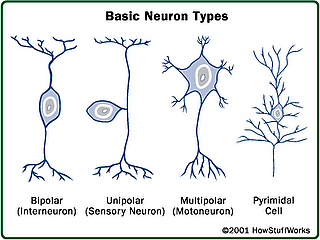 Basic Neuron Types
Bipolar
(Interneuron)
Unipolar
(Sensory Neuron)
Multipolar
(Motoneuron)
Pyrimidal
Cell
©2001 HowStuffWorks